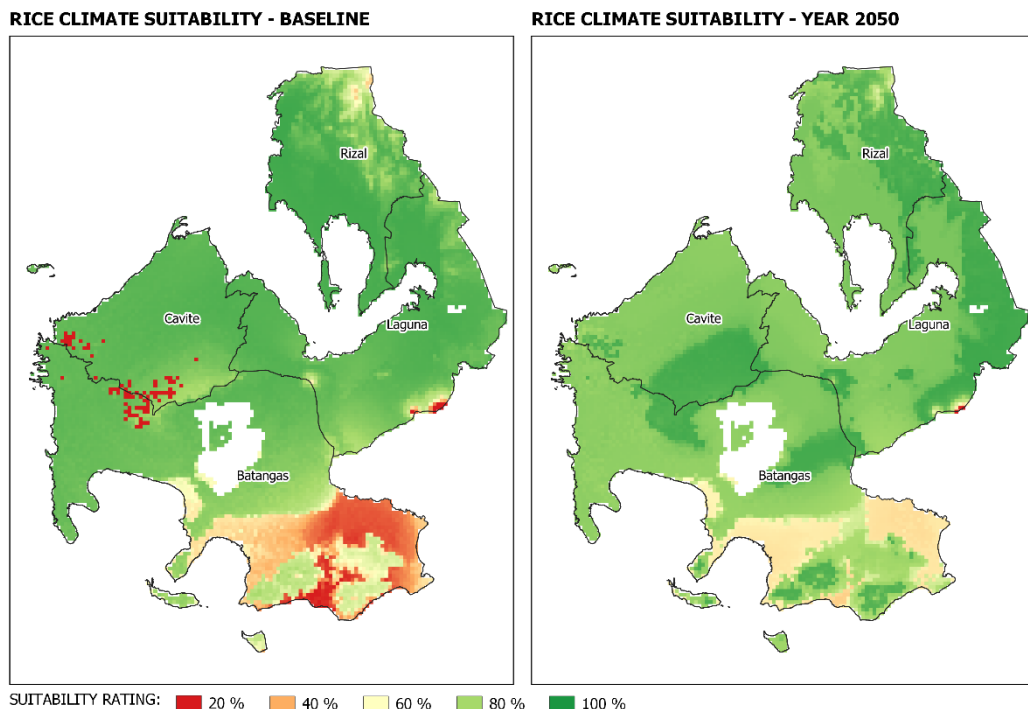 RICE CLIMATE SUITABILITY - BASELINE
RICE CLIMATE SUITABILITY - YEAR 2050
Rizal
Cavite
Laguna
Batangas
Rizal
Cavite
Laguna
Batangas
SUITABILITY RATING: 20 % 40 % 60 % 80 % 100 %